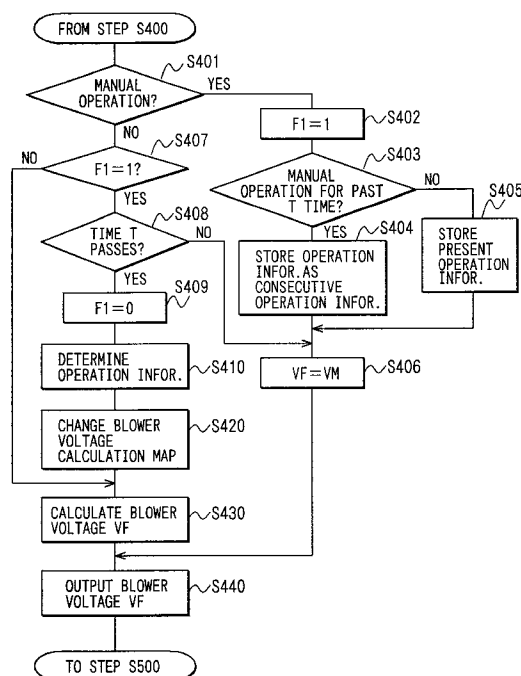 FROM STEP S400
S401
MANUAL
OPERATION?
YES
NO
F1=1
S402
S407
NO
F1=1?
YES
S403
MANUAL
OPERATION FOR PAST
T TIME?
NO
YES
S408
TIME T
PASSES?
NO
YES
S404
STORE OPERATION
INFOR. AS
CONSECUTIVE
OPERATION INFOR.
S405
STORE
PRESENT
OPERATION
INFOR.
S409
F1=0
VF=VM
S406
DETERMINE
OPERATION INFOR.
S410
CHANGE BLOWER
VOLTAGE
CALCULATION MAP
S420
CALCULATE BLOWER
VOLTAGE VF
S430
OUTPUT BLOWER
VOLTAGE VF
S440
TO STEP S500